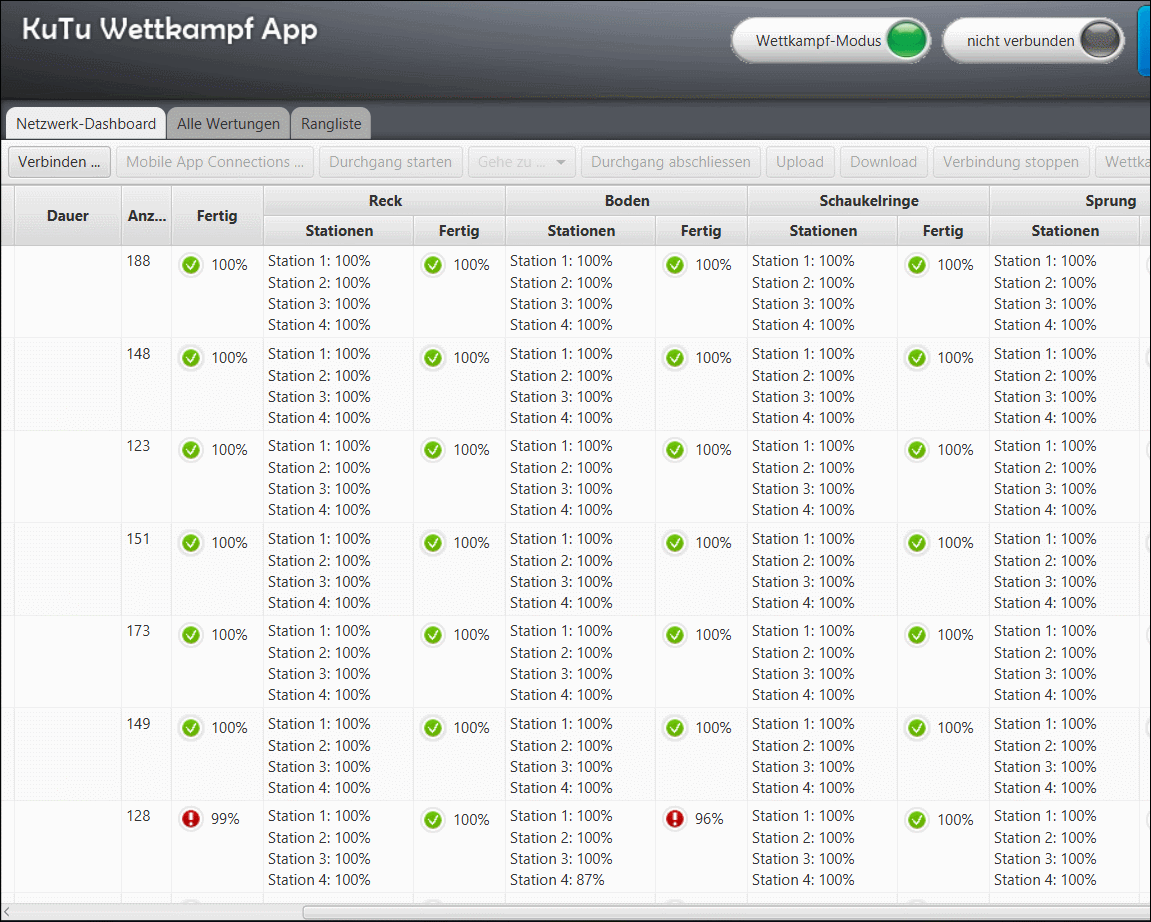 KuTu Wettkampf App
Wettkampf-Modus nicht verbunden
Netzwerk-Dashboard Alle Wertungen Rangliste
Verbinden ... Mobile App Connections ... Durchgang starten Gehe zu ... Durchgang abschliessen Upload Download Verbindung stoppen Wettka
Reck Boden Schaukelringe Sprung
Dauer Anz... Fertig
Stationen Fertig Stationen Fertig Stationen Fertig Stationen
188 100% Station 1: 100% 100% Station 1: 100% 100% Station 1: 100% 100% Station 1: 100%
Station 2: 100% Station 2: 100% Station 2: 100% Station 2: 100%
Station 3: 100% Station 3: 100% Station 3: 100% Station 3: 100%
Station 4: 100% Station 4: 100% Station 4: 100% Station 4: 100%
148 100% Station 1: 100% 100% Station 1: 100% 100% Station 1: 100% 100% Station 1: 100%
Station 2: 100% Station 2: 100% Station 2: 100% Station 2: 100%
Station 3: 100% Station 3: 100% Station 3: 100% Station 3: 100%
Station 4: 100% Station 4: 100% Station 4: 100% Station 4: 100%
123 100% Station 1: 100% 100% Station 1: 100% 100% Station 1: 100% 100% Station 1: 100%
Station 2: 100% Station 2: 100% Station 2: 100% Station 2: 100%
Station 3: 100% Station 3: 100% Station 3: 100% Station 3: 100%
Station 4: 100% Station 4: 100% Station 4: 100% Station 4: 100%
151 100% Station 1: 100% 100% Station 1: 100% 100% Station 1: 100% 100% Station 1: 100%
Station 2: 100% Station 2: 100% Station 2: 100% Station 2: 100%
Station 3: 100% Station 3: 100% Station 3: 100% Station 3: 100%
Station 4: 100% Station 4: 100% Station 4: 100% Station 4: 100%
173 100% Station 1: 100% 100% Station 1: 100% 100% Station 1: 100% 100% Station 1: 100%
Station 2: 100% Station 2: 100% Station 2: 100% Station 2: 100%
Station 3: 100% Station 3: 100% Station 3: 100% Station 3: 100%
Station 4: 100% Station 4: 100% Station 4: 100% Station 4: 100%
149 100% Station 1: 100% 100% Station 1: 100% 100% Station 1: 100% 100% Station 1: 100%
Station 2: 100% Station 2: 100% Station 2: 100% Station 2: 100%
Station 3: 100% Station 3: 100% Station 3: 100% Station 3: 100%
Station 4: 100% Station 4: 100% Station 4: 100% Station 4: 100%
128 99% Station 1: 100% 100% Station 1: 100% 96% Station 1: 100% 100% Station 1: 100%
Station 2: 100% Station 2: 100% Station 2: 100% Station 2: 100%
Station 3: 100% Station 3: 100% Station 3: 100% Station 3: 100%
Station 4: 100% Station 4: 87% Station 4: 100% Station 4: 100%